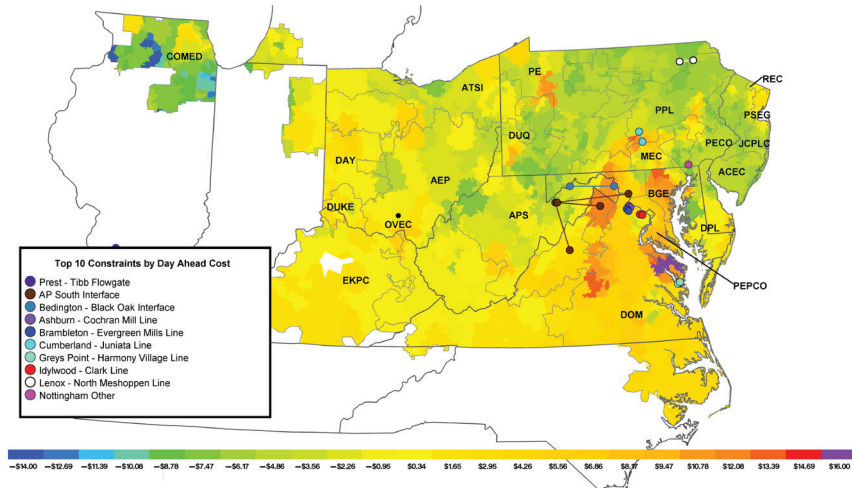 COMED
ATSI
PE
REC
PPL
PSEG
DUQ
MEC
PECO
JCPLC
DAY
ACEC
AEP
BGE
DUKE
APS
OVEC
DPL
PEPCO
EKPC
DOM
Top 10 Constraints by Day Ahead Cost
Prest - Tibb Flowgate
AP South Interface
Bedington - Black Oak Interface
Ashburn - Cochran Mill Line
Brambleton - Evergreen Mills Line
Cumberland - Juniata Line
Greys Point - Harmony Village Line
Idylwood - Clark Line
Lenox - North Meshoppen Line
Nottingham Other
–$14.00 –$12.69 –$11.39 –$10.08 –$8.78 –$7.47 –$6.17 –$4.86 –$3.56 –$2.26 –$0.95 $0.34 $1.65 $2.95 $4.26 $5.56 $6.86 $8.17 $9.47 $10.78 $12.08 $13.39 $14.69 $16.00